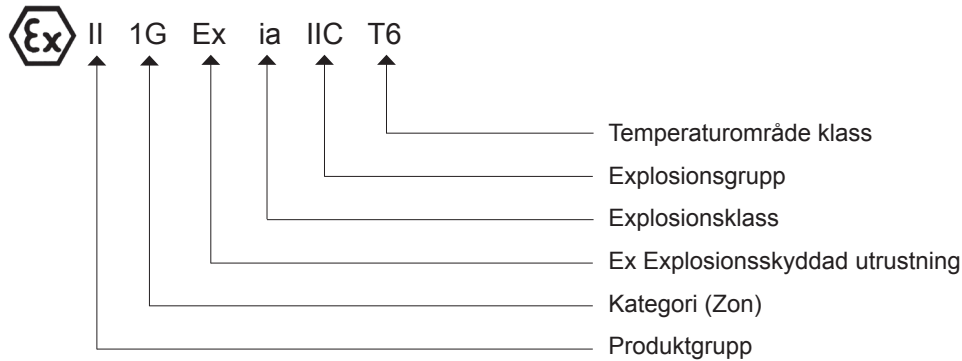 Ex II 1G Ex ia IIC T6
Temperaturområde klass
Explosionsgrupp
Explosionsklass
Ex Explosionsskyddad utrustning
Kategori (Zon)
Produktgrupp